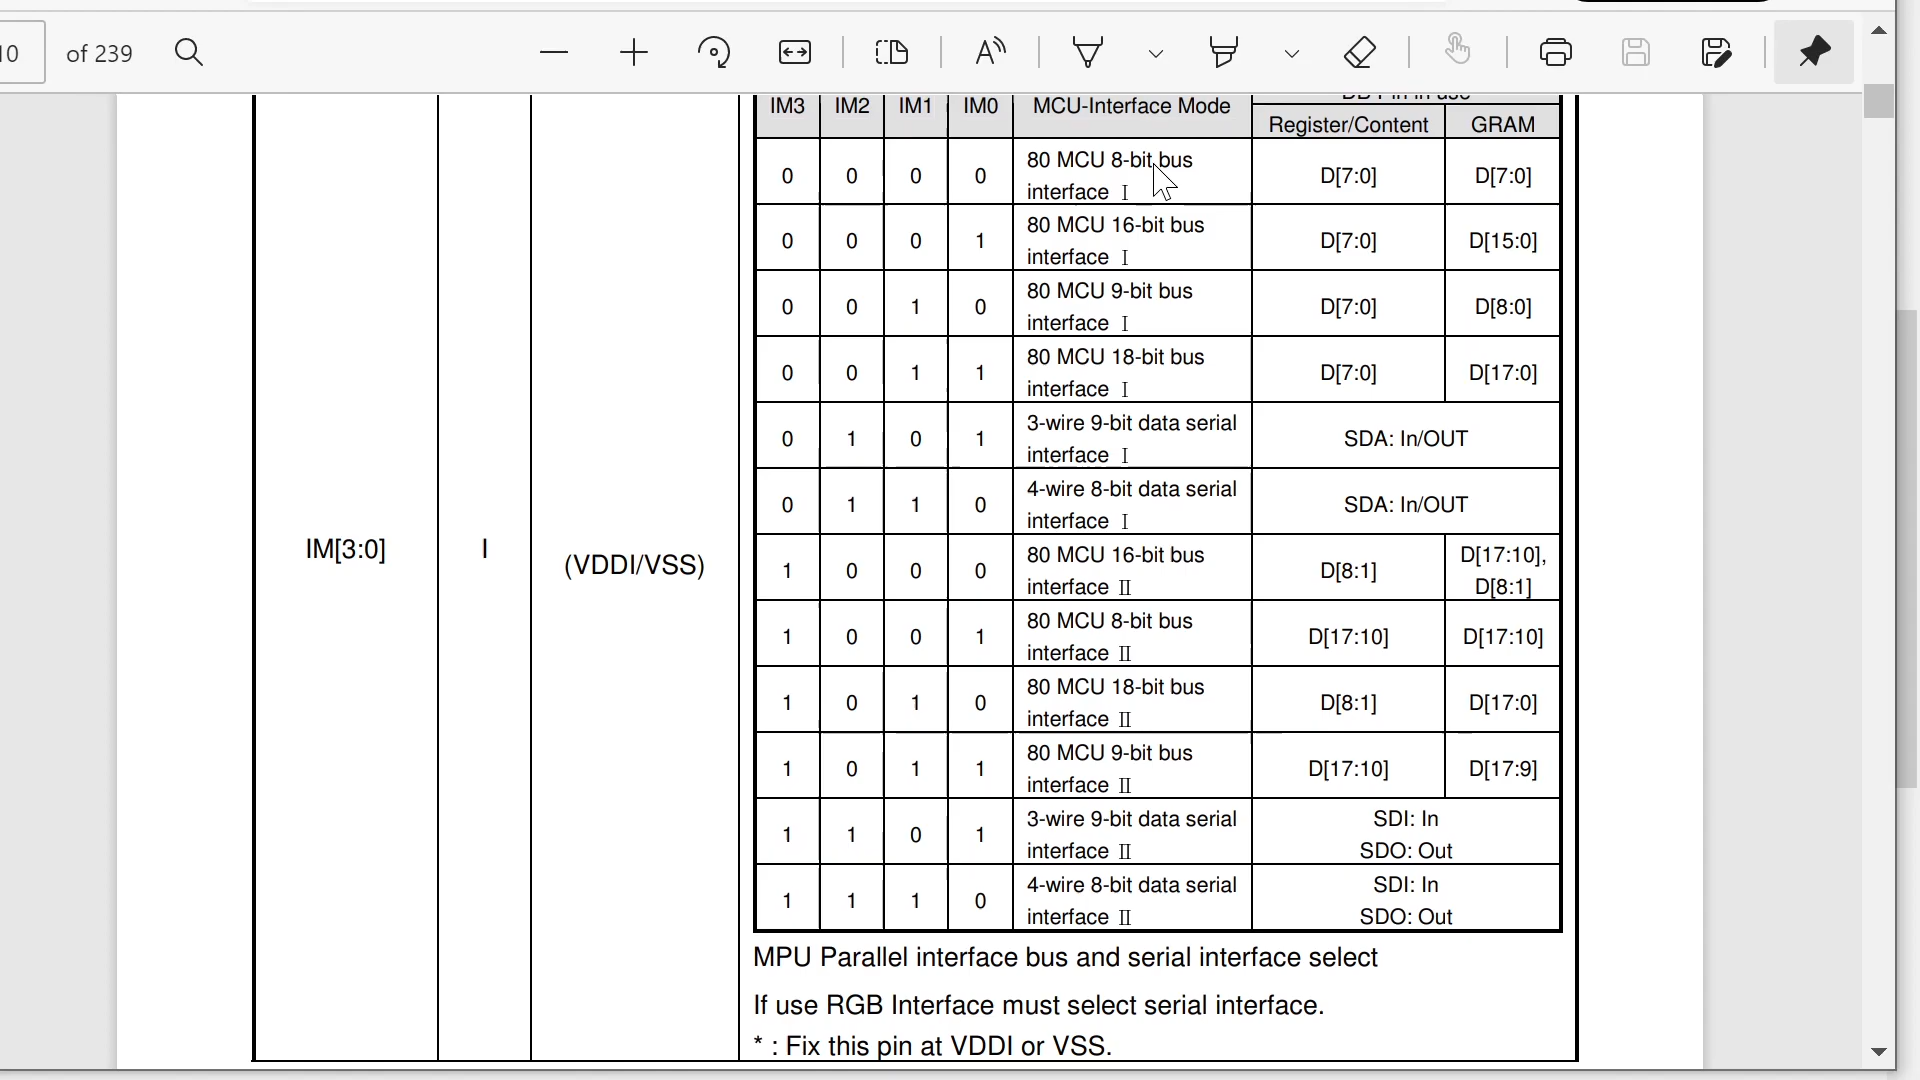 10 of 239
DB Pin in use
IM3 IM2 IM1 IM0 MCU-Interface Mode
Register/Content GRAM
0 0 0 0 80 MCU 8-bit bus interface Ⅰ D[7:0] D[7:0]
0 0 0 1 80 MCU 16-bit bus interface Ⅰ D[7:0] D[15:0]
0 0 1 0 80 MCU 9-bit bus interface Ⅰ D[7:0] D[8:0]
0 0 1 1 80 MCU 18-bit bus interface Ⅰ D[7:0] D[17:0]
0 1 0 1 3-wire 9-bit data serial interface Ⅰ SDA: In/OUT
0 1 1 0 4-wire 8-bit data serial interface Ⅰ SDA: In/OUT
IM[3:0] I (VDDI/VSS)
1 0 0 0 80 MCU 16-bit bus interface Ⅱ D[8:1] D[17:10], D[8:1]
1 0 0 1 80 MCU 8-bit bus interface Ⅱ D[17:10] D[17:10]
1 0 1 0 80 MCU 18-bit bus interface Ⅱ D[8:1] D[17:0]
1 0 1 1 80 MCU 9-bit bus interface Ⅱ D[17:10] D[17:9]
1 1 0 1 3-wire 9-bit data serial interface Ⅱ SDI: In SDO: Out
1 1 1 0 4-wire 8-bit data serial interface Ⅱ SDI: In SDO: Out
MPU Parallel interface bus and serial interface select
If use RGB Interface must select serial interface.
* : Fix this pin at VDDI or VSS.